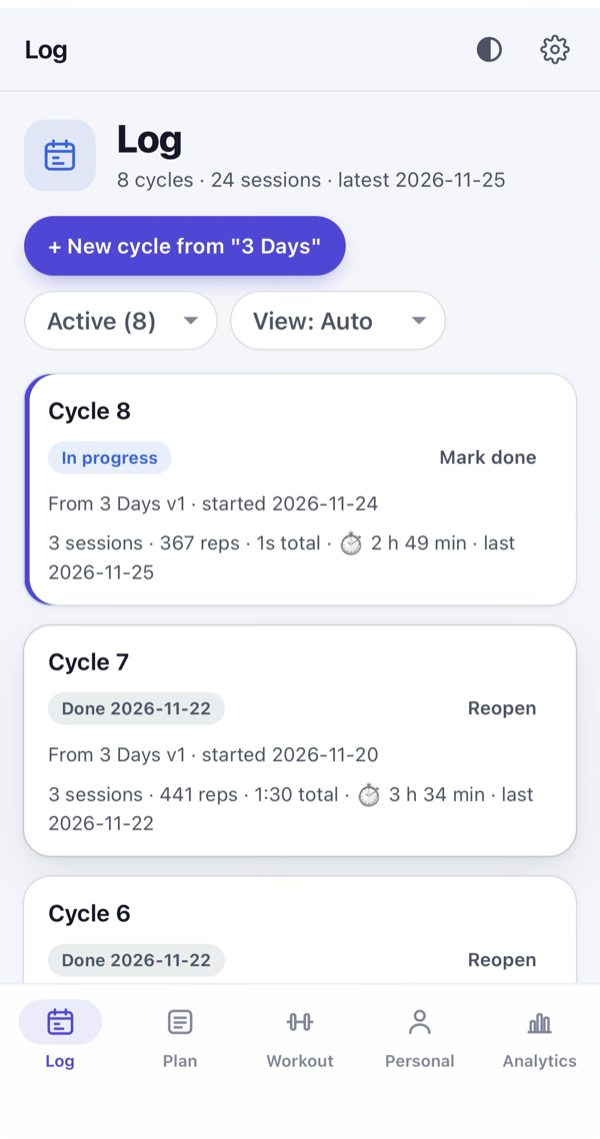 Log
Log
8 cycles · 24 sessions · latest 2026-11-25
+ New cycle from "3 Days"
Active (8)
View: Auto
Cycle 8
In progress
Mark done
From 3 Days v1 · started 2026-11-24
3 sessions · 367 reps · 1s total · ⏱️ 2 h 49 min · last
2026-11-25
Cycle 7
Done 2026-11-22
Reopen
From 3 Days v1 · started 2026-11-20
3 sessions · 441 reps · 1:30 total · ⏱️ 3 h 34 min · last
2026-11-22
Cycle 6
Done 2026-11-22
Reopen
Log
Plan
Workout
Personal
Analytics